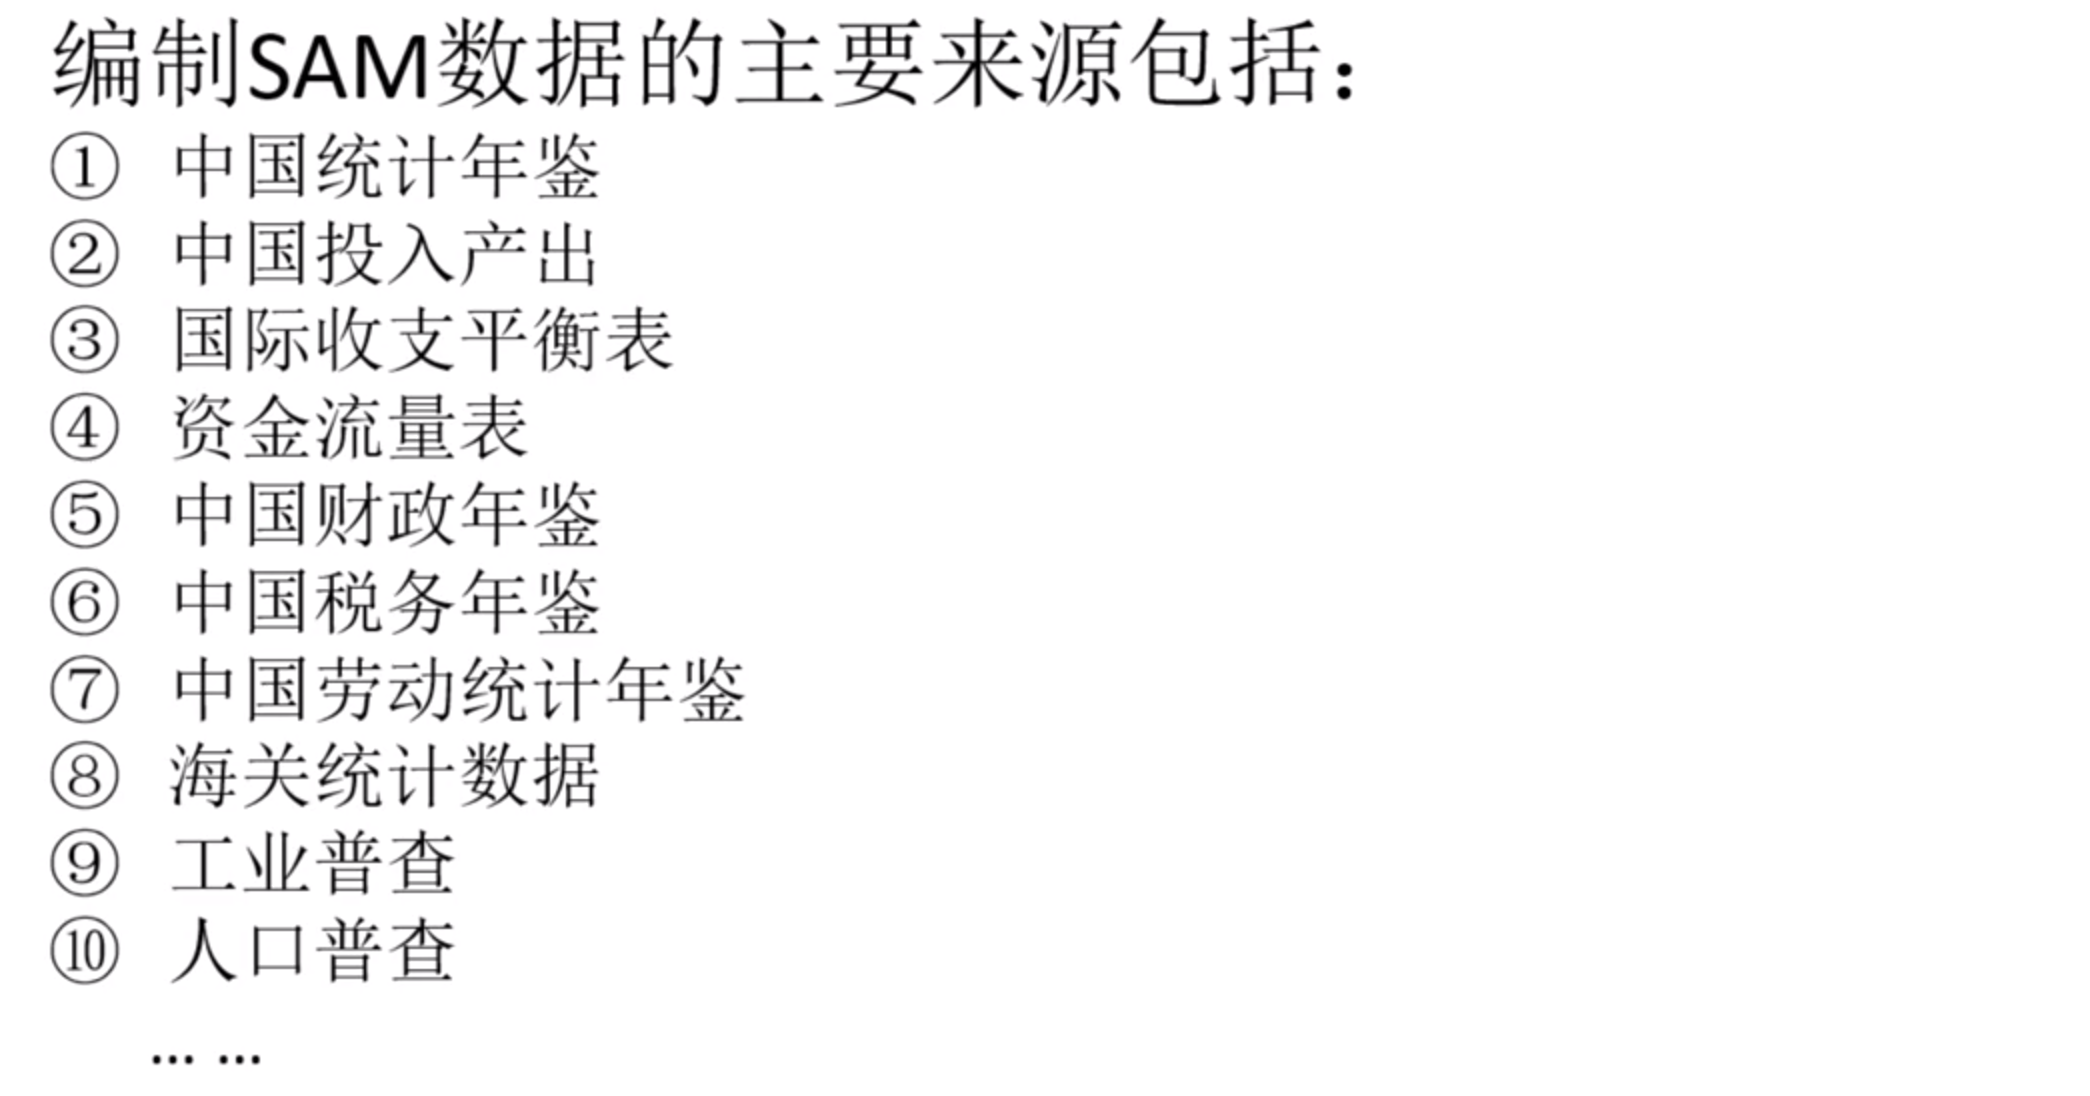 编制SAM数据的主要来源包括：
① 中国统计年鉴
② 中国投入产出
③ 国际收支平衡表
④ 资金流量表
⑤ 中国财政年鉴
⑥ 中国税务年鉴
⑦ 中国劳动统计年鉴
⑧ 海关统计数据
⑨ 工业普查
⑩ 人口普查
... ...